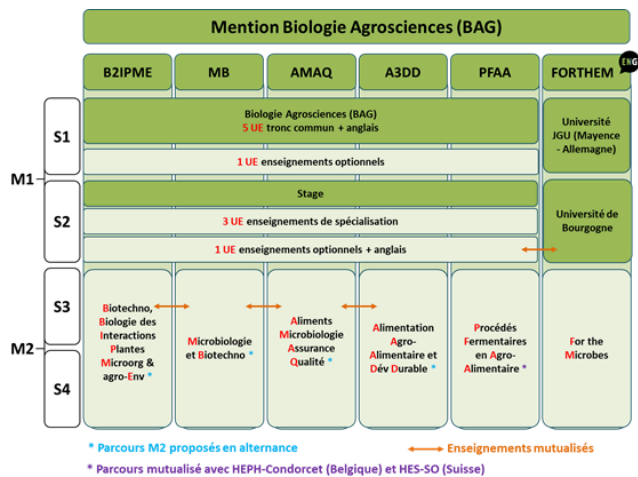 Mention Biologie Agrosciences (BAG)
B2IPME
MB
AMAQ
A3DD
PFAA
FORTHEM
ENG
M1
S1
Biologie Agrosciences (BAG)
5 UE tronc commun + anglais
1 UE enseignements optionnels
Université
JGU (Mayence
- Allemagne)
S2
Stage
3 UE enseignements de spécialisation
1 UE enseignements optionnels + anglais
Université de
Bourgogne
M2
S3
S4
Biotechno,
Biologie des
Interactions
Plantes
Microorg &
agro-Env *
Microbiologie
et Biotechno *
Aliments
Microbiologie
Assurance
Qualité *
Alimentation
Agro-
Alimentaire et
Dév Durable *
Procédés
Fermentaires
en Agro-
Alimentaire *
For the
Microbes
* Parcours M2 proposés en alternance
Enseignements mutualisés
* Parcours mutualisé avec HEPH-Condorcet (Belgique) et HES-SO (Suisse)